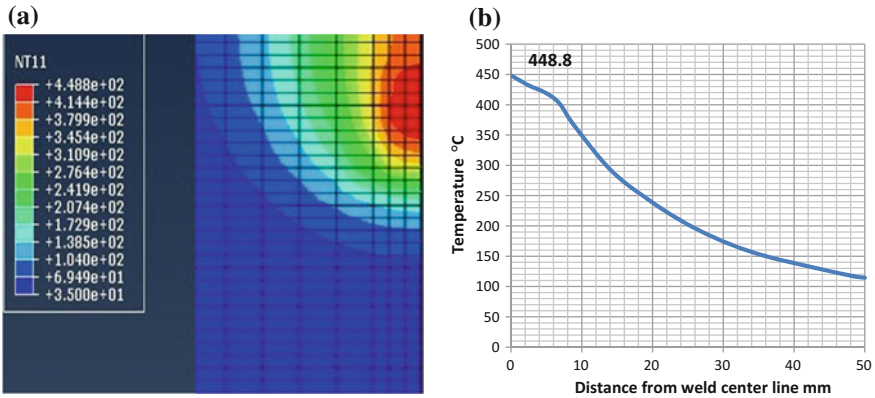 (a)
NT11
+4.488e+02
+4.144e+02
+3.799e+02
+3.454e+02
+3.109e+02
+2.764e+02
+2.419e+02
+2.074e+02
+1.729e+02
+1.385e+02
+1.040e+02
+6.949e+01
+3.500e+01
(b)
500
450
400
350
300
250
200
150
100
50
0
Temperature °C
448.8
0 10 20 30 40 50
Distance from weld center line mm